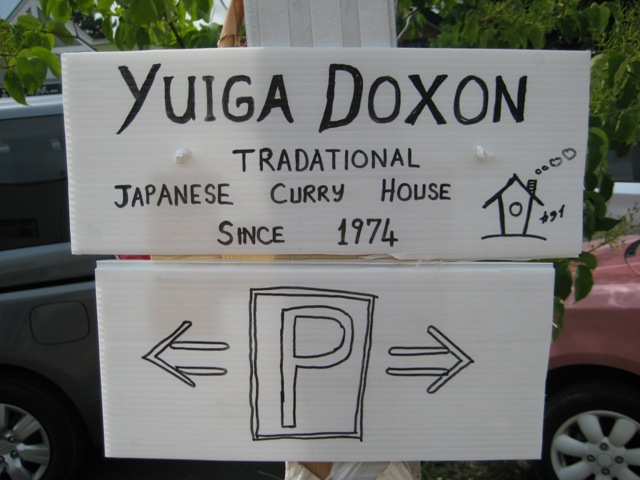 YUIGA DOXON
TRADATIONAL
JAPANESE CURRY HOUSE
SINCE 1974
P